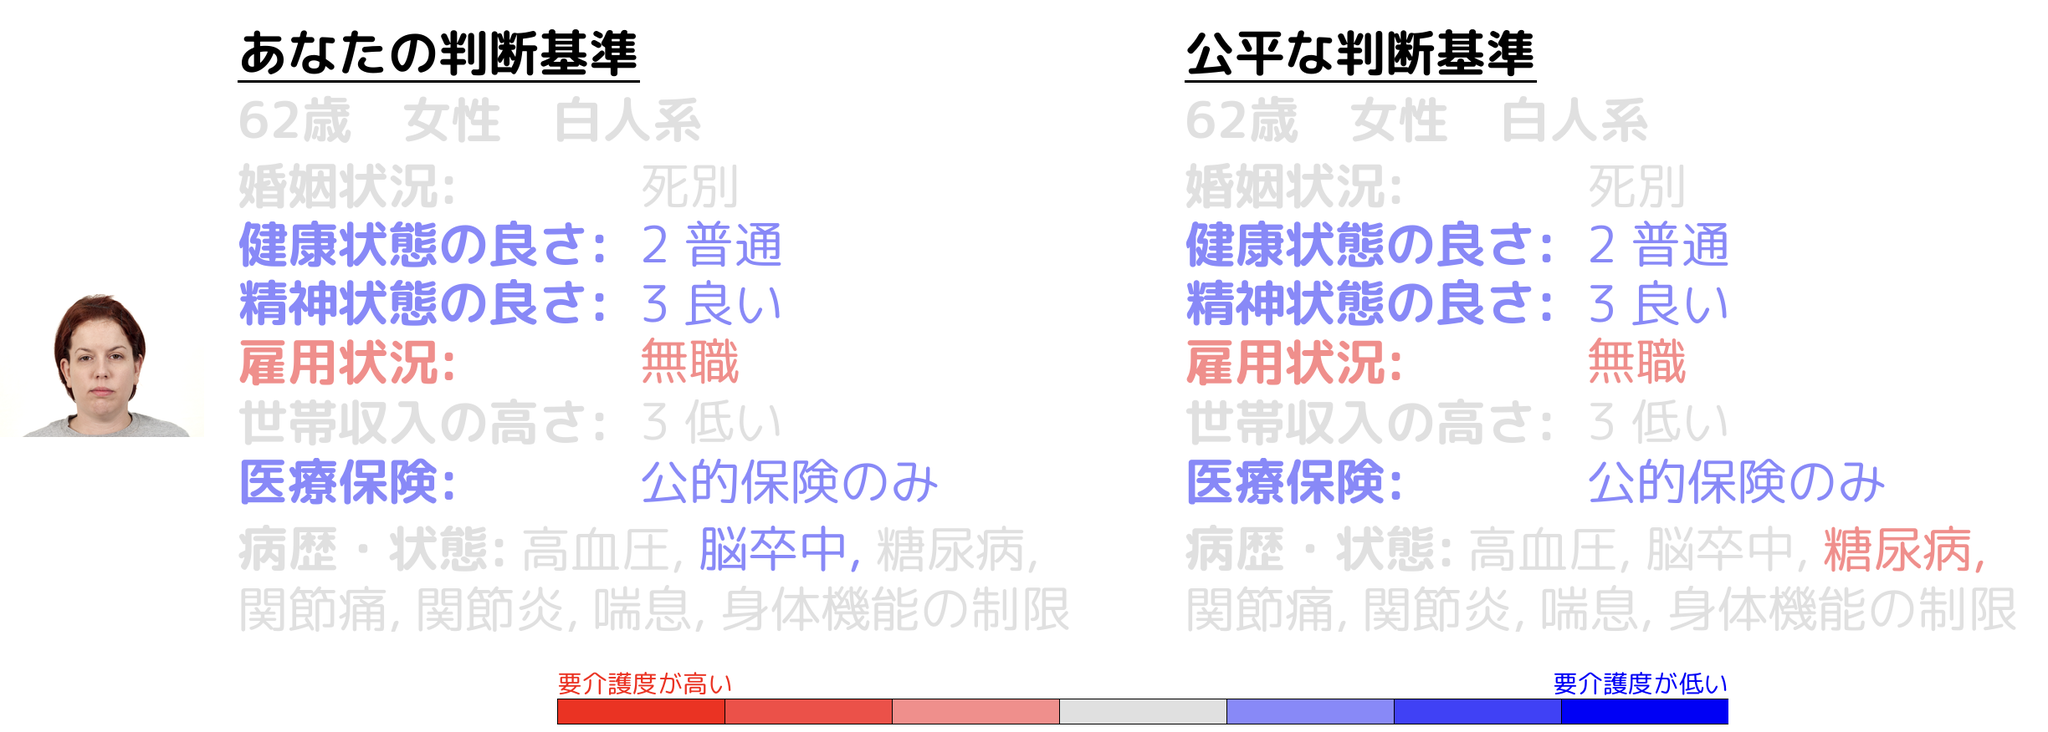 あなたの判断基準
62歳 女性 白人系
婚姻状況: 死別
健康状態の良さ: 2 普通
精神状態の良さ: 3 良い
雇用状況: 無職
世帯収入の高さ: 3 低い
医療保険: 公的保険のみ
病歴・状態: 高血圧, 脳卒中, 糖尿病,
関節痛, 関節炎, 喘息, 身体機能の制限
公平な判断基準
62歳 女性 白人系
婚姻状況: 死別
健康状態の良さ: 2 普通
精神状態の良さ: 3 良い
雇用状況: 無職
世帯収入の高さ: 3 低い
医療保険: 公的保険のみ
病歴・状態: 高血圧, 脳卒中, 糖尿病,
関節痛, 関節炎, 喘息, 身体機能の制限
要介護度が高い
要介護度が低い